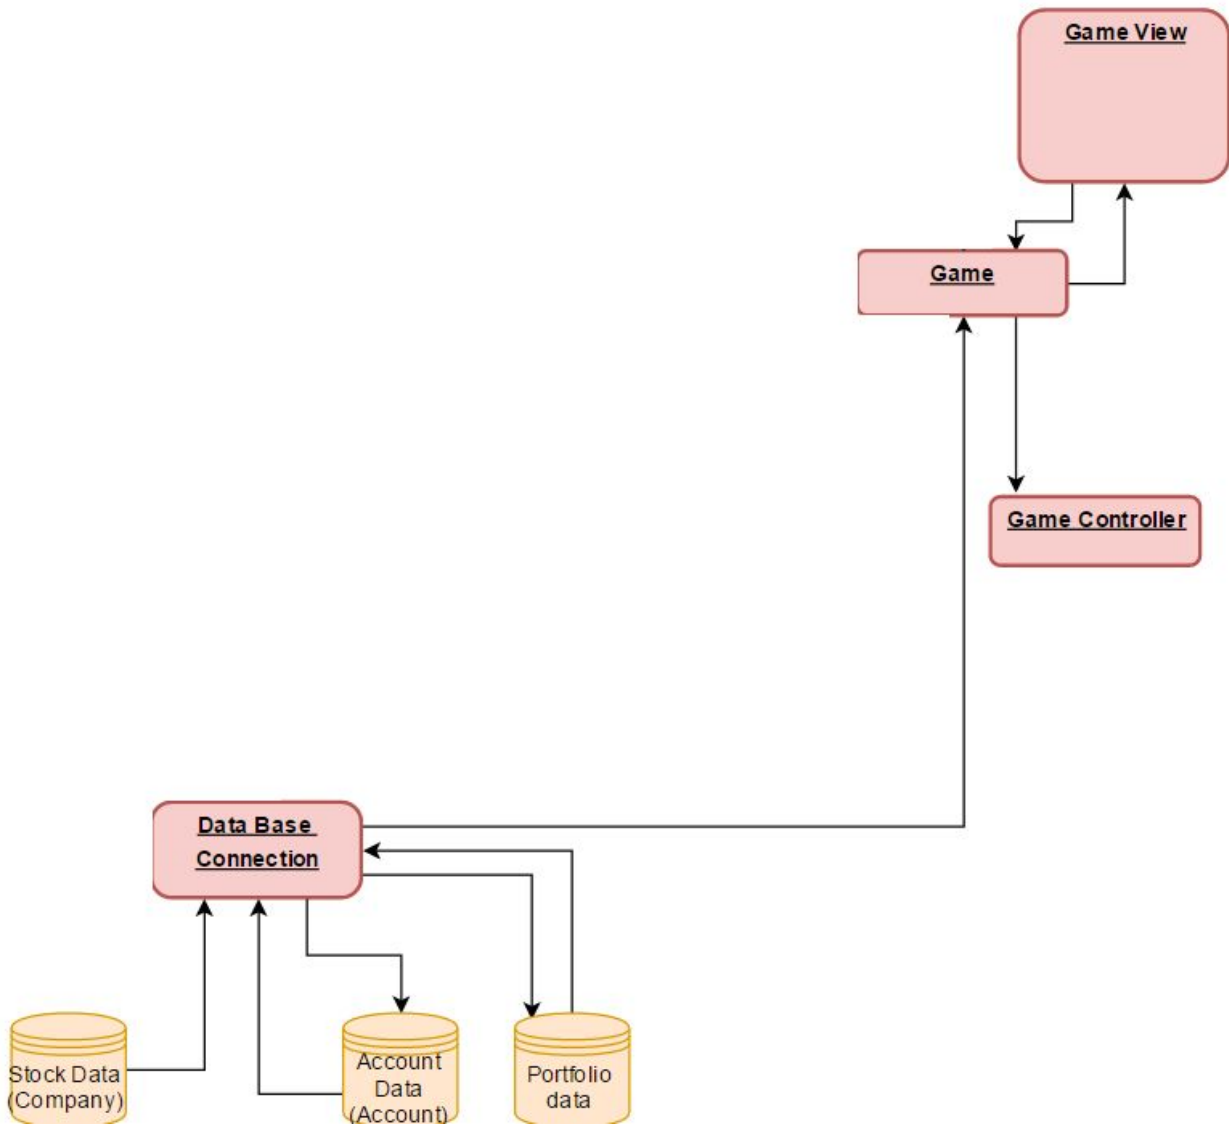 Game View
Game
Game Controller
Data Base
Connection
Stock Data
(Company)
Account
Data
(Account)
Portfolio
data